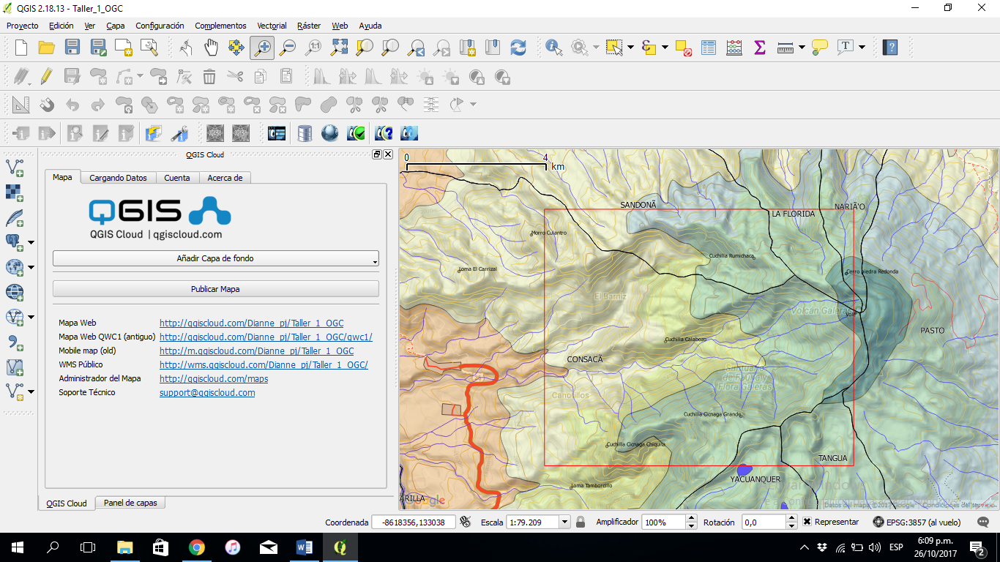 QGIS 2.18.13 - Taller_1_OGC
Proyecto Edición Ver Capa Configuración Complementos Vectorial Ráster Web Ayuda
QGIS Cloud
Mapa Cargando Datos Cuenta Acerca de
QGIS
QGIS Cloud | qgiscloud.com
Añadir Capa de fondo
Publicar Mapa
Mapa Web http://qgiscloud.com/Dianne_pj/Taller_1_OGC
Mapa Web QWC1 (antiguo) http://qgiscloud.com/Dianne_pj/Taller_1_OGC/qwc1/
Mobile map (old) http://m.qgiscloud.com/Dianne_pj/Taller_1_OGC
WMS Público http://wms.qgiscloud.com/Dianne_pj/Taller_1_OGC/
Administrador del Mapa http://qgiscloud.com/maps
Soporte Técnico support@qgiscloud.com
QGIS Cloud Panel de capas
0 4
km
SANDONÃ
NARIÃ'O
LA FLORIDA
Morro Culantro
Cuchilla Rumichaca
Loma El Carrizal
Cerro piedra Redonda
Volcán Galeras
PASTO
Cuchilla Calabozo
CONSACÃ
Santuario
de Fauna y
Flora Galeras
Cuchilla Cienaga Grande
Cuchilla Cienaga Chiquita
TANGUA
YACUANQUER
Loma Tamborcillo
ARILLA
Google
Datos del mapa ©2017 Google Condiciones del servicio
Coordenada -8618356,133038 Escala 1:79.209 Amplificador 100% Rotación 0,0 Representar EPSG:3857 (al vuelo)
ESP
6:09 p.m.
26/10/2017
2